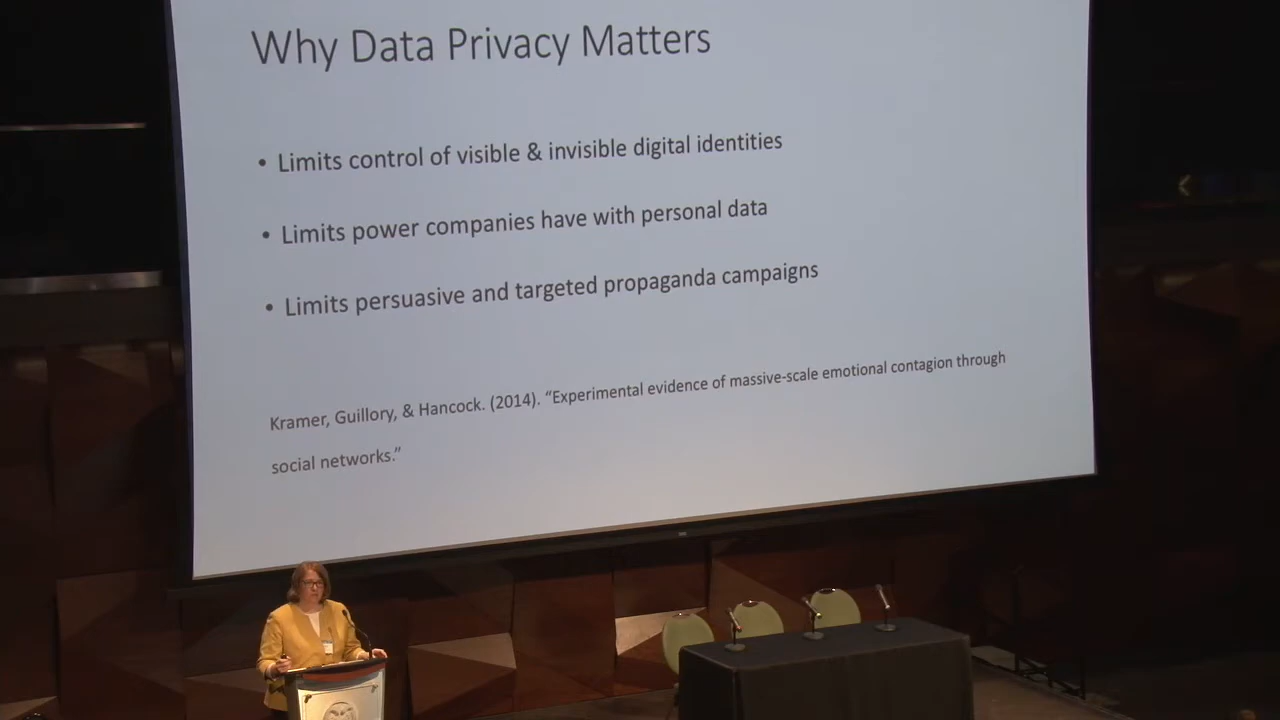 Why Data Privacy Matters
• Limits control of visible & invisible digital identities
• Limits power companies have with personal data
• Limits persuasive and targeted propaganda campaigns
Kramer, Guillory, & Hancock. (2014). “Experimental evidence of massive-scale emotional contagion through
social networks.”